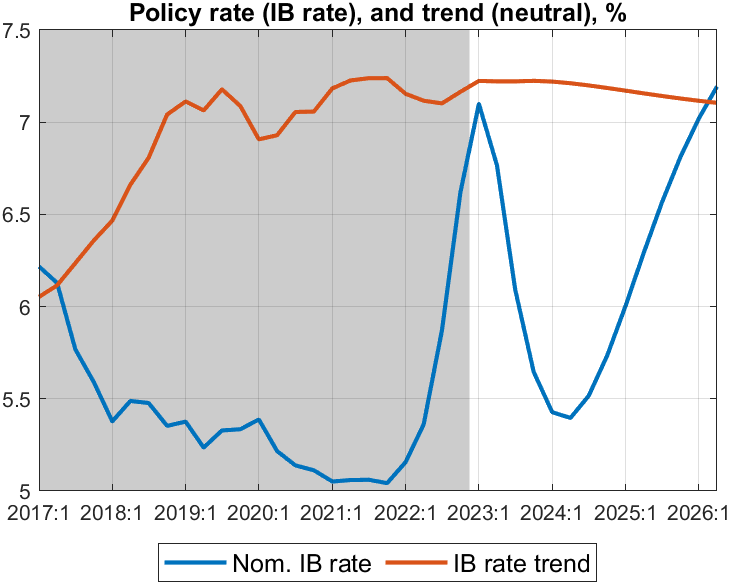 Policy rate (IB rate), and trend (neutral), %
7.5
7
6.5
6
5.5
5
2017:1 2018:1 2019:1 2020:1 2021:1 2022:1 2023:1 2024:1 2025:1 2026:1
Nom. IB rate IB rate trend